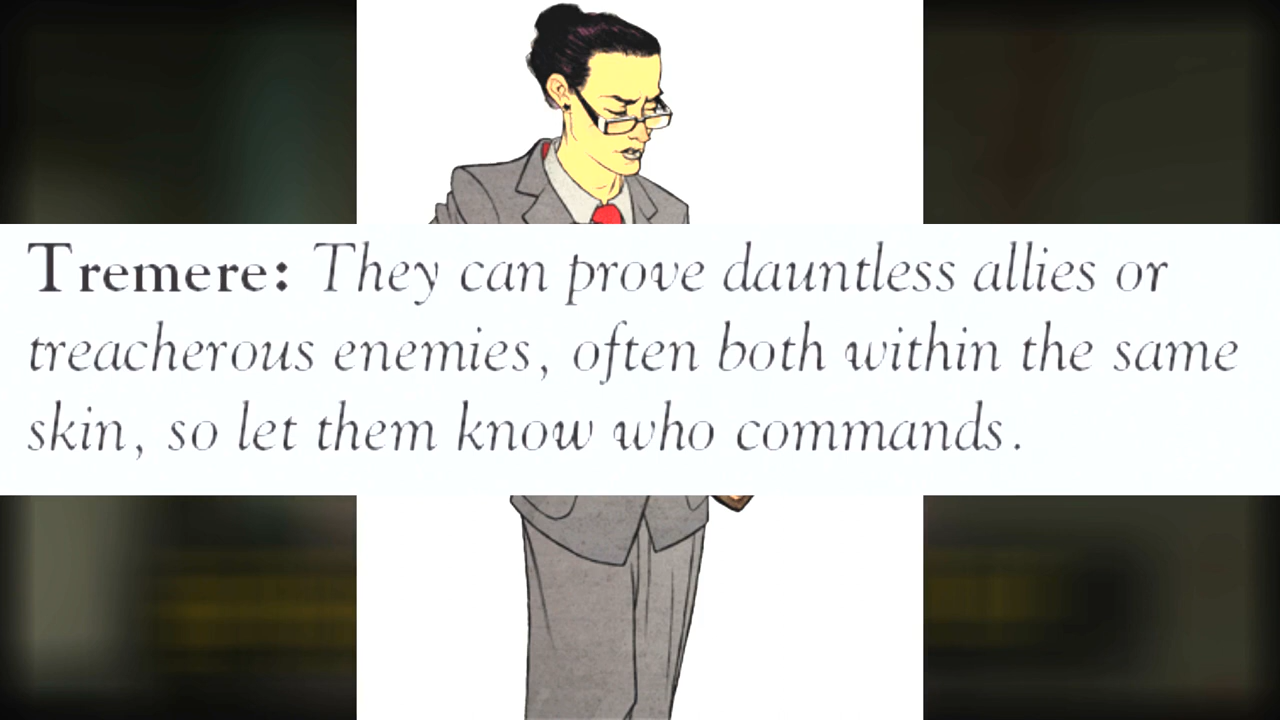 Tremere: They can prove dauntless allies or
treacherous enemies, often both within the same
skin, so let them know who commands.